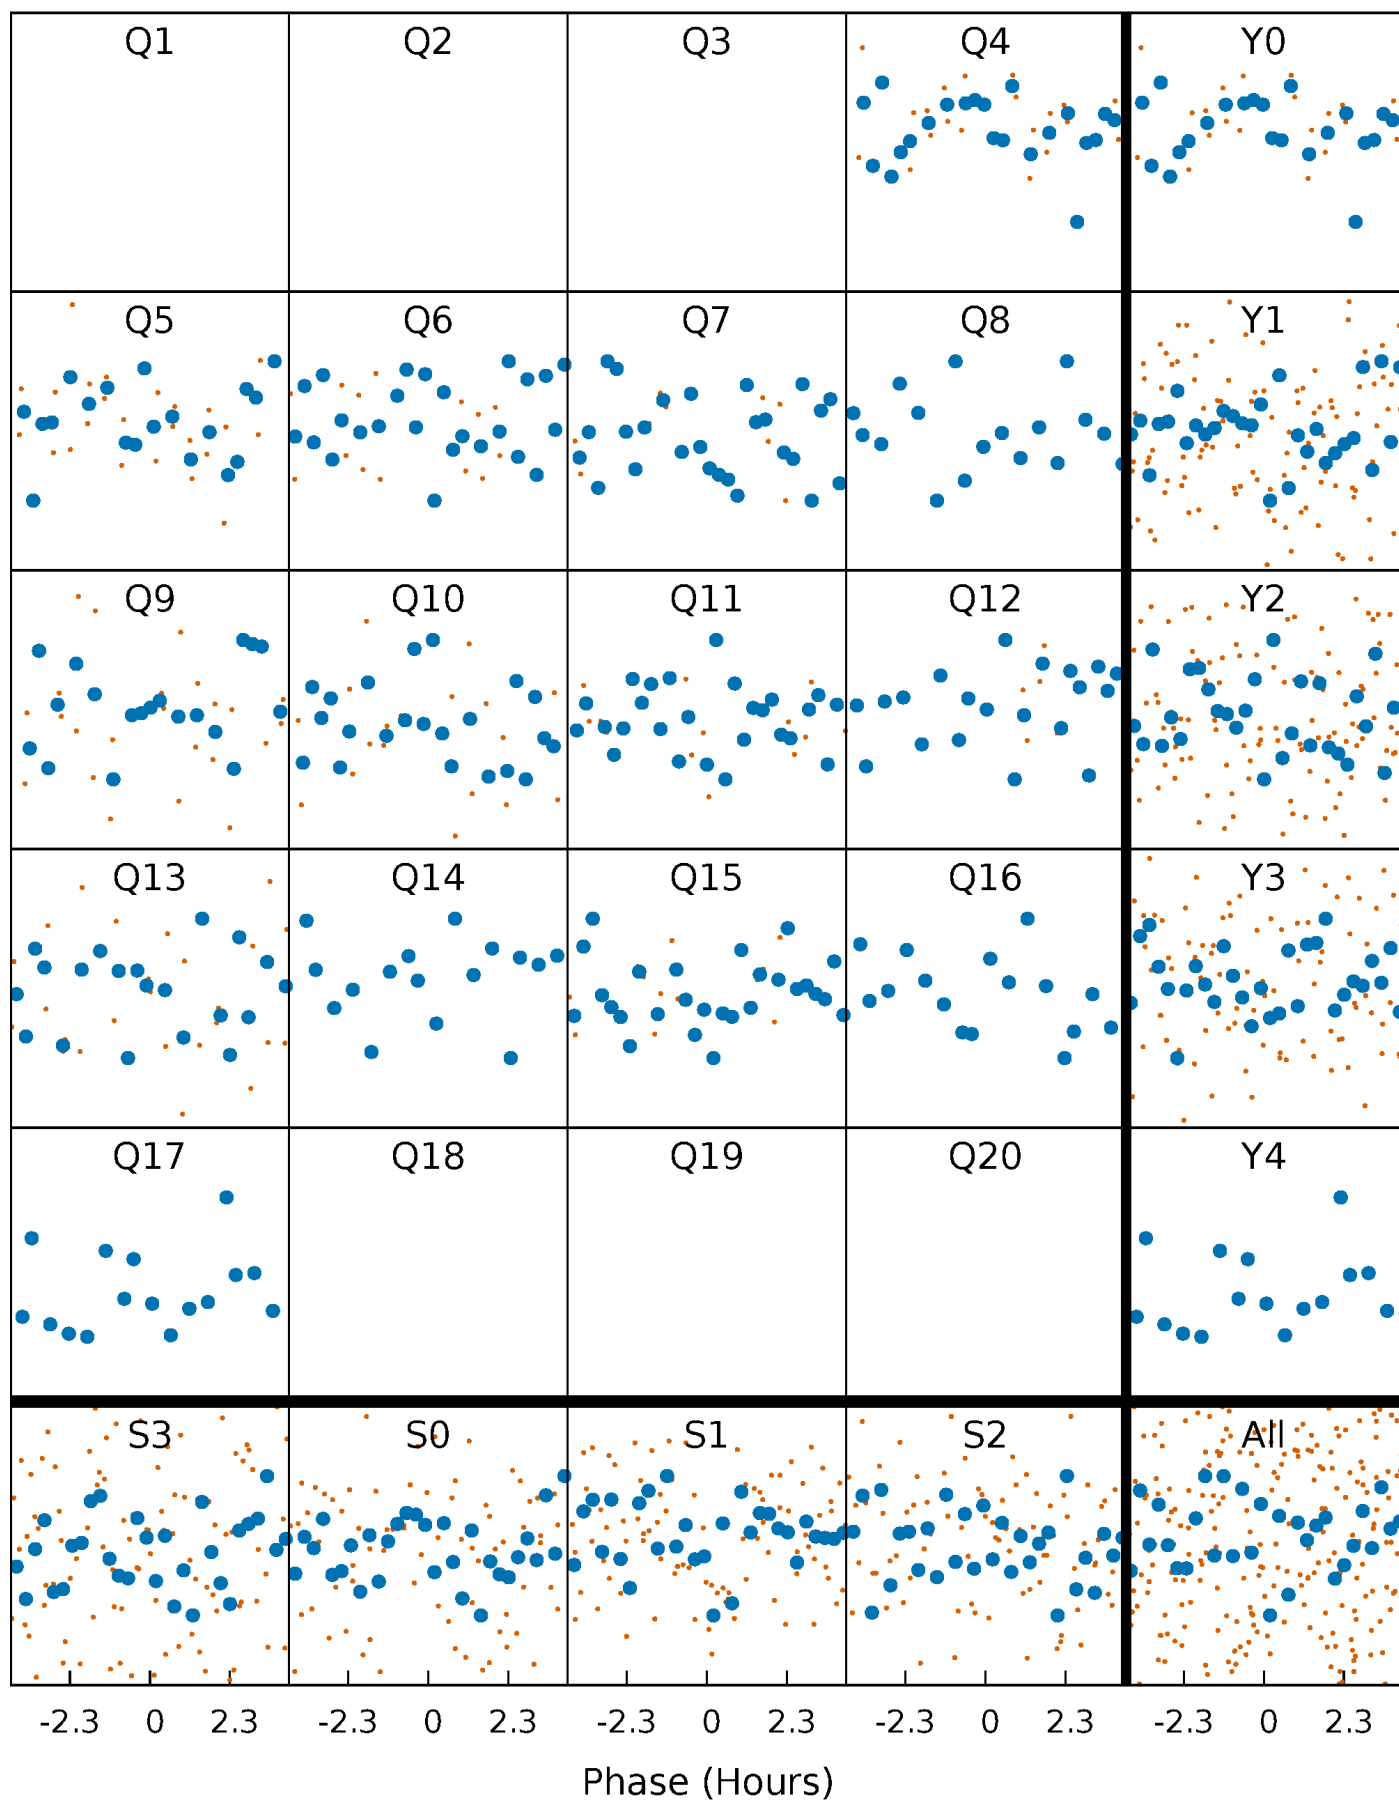 Q1 Q2 Q3 Q4 Y0
Q5 Q6 Q7 Q8 Y1
Q9 Q10 Q11 Q12 Y2
Q13 Q14 Q15 Q16 Y3
Q17 Q18 Q19 Q20 Y4
S3 S0 S1 S2 All
-2.3 0 2.3 -2.3 0 2.3 -2.3 0 2.3 -2.3 0 2.3 -2.3 0 2.3
Phase (Hours)